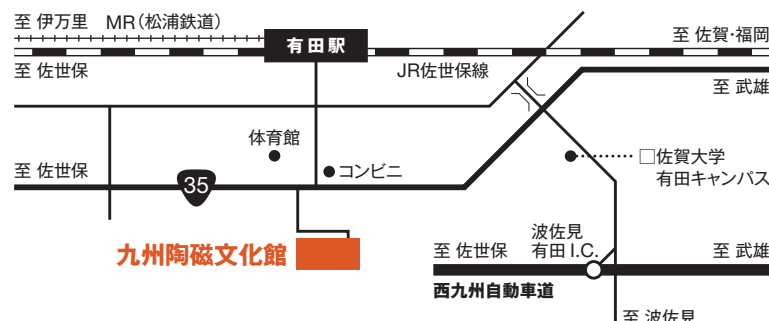 至 伊万里 MR(松浦鉄道)
有田駅
至 佐賀・福岡
至 佐世保
JR佐世保線
至 武雄
体育館
コンビニ
□佐賀大学
有田キャンパス
至 佐世保
35
九州陶磁文化館
波佐見
有田 I.C.
至 佐世保
至 武雄
西九州自動車道
至 波佐見